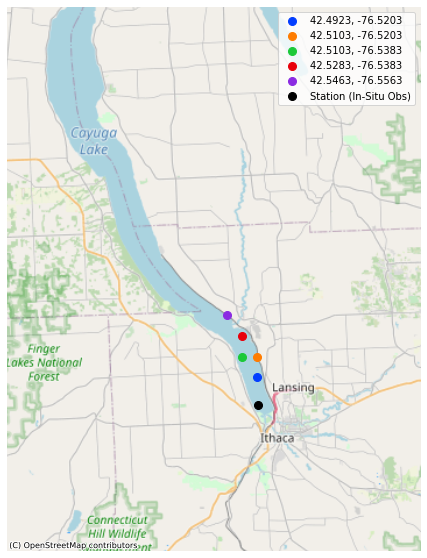 42.4923, -76.5203
42.5103, -76.5203
42.5103, -76.5383
42.5283, -76.5383
42.5463, -76.5563
Station (In-Situ Obs)
Cayuga
Lake
Finger
Lakes National
Forest
Lansing
Ithaca
Connecticut
Hill Wildlife
(C) OpenStreetMap contributors